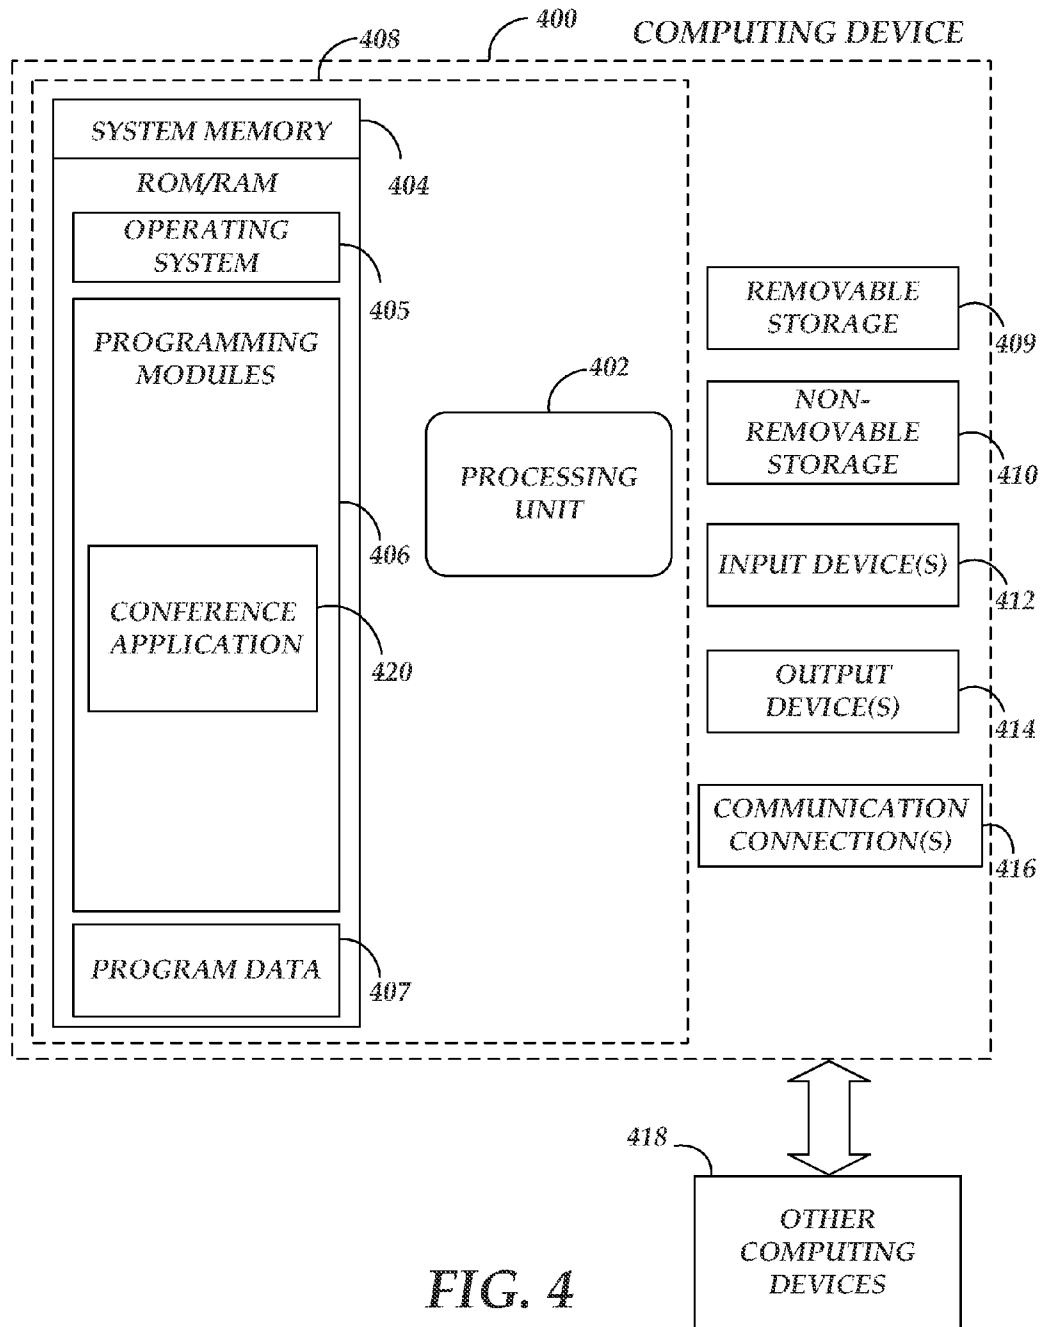 400
COMPUTING DEVICE
408
SYSTEM MEMORY
404
ROM/RAM
OPERATING
SYSTEM
405
PROGRAMMING
MODULES
406
CONFERENCE
APPLICATION
420
PROGRAM DATA
407
402
PROCESSING
UNIT
REMOVABLE
STORAGE
409
NON-
REMOVABLE
STORAGE
410
INPUT DEVICE(S)
412
OUTPUT
DEVICE(S)
414
COMMUNICATION
CONNECTION(S)
416
418
OTHER
COMPUTING
DEVICES
FIG. 4